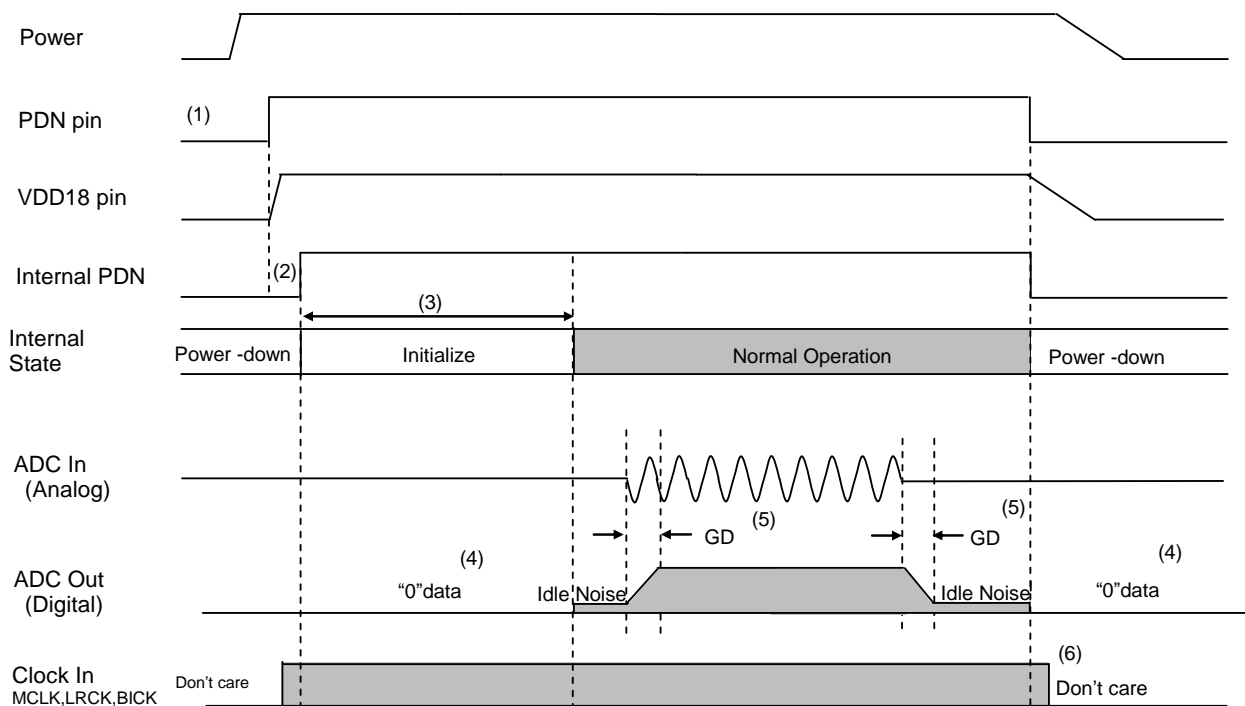 Power
(1)
PDN pin
VDD18 pin
Internal PDN
(2)
(3)
Internal
State
Power -down
Initialize
Normal Operation
Power -down
ADC In
(Analog)
(5)
GD
(5)
GD
ADC Out
(Digital)
(4)
“0”data
Idle Noise
Idle Noise
(4)
“0”data
Clock In
MCLK,LRCK,BICK
Don’t care
(6)
Don’t care